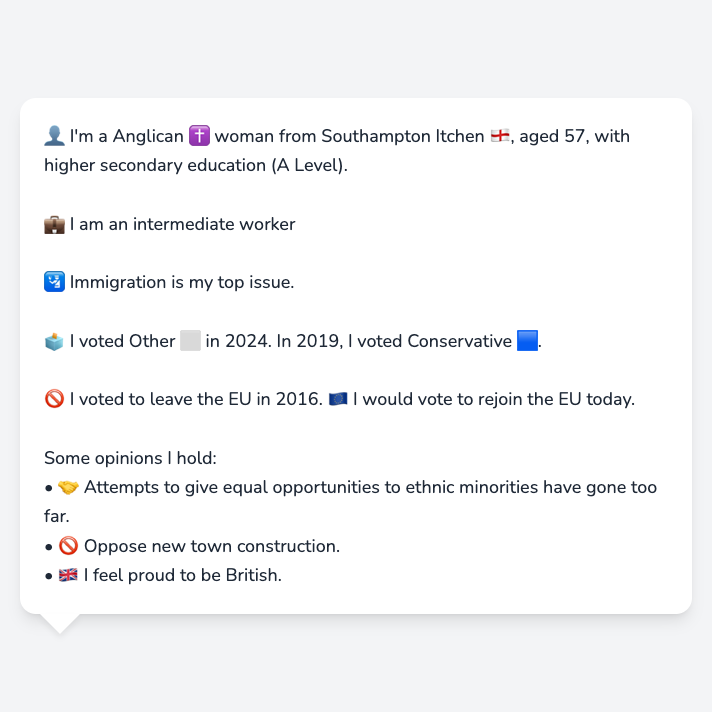 👤 I'm a Anglican ✝️ woman from Southampton Itchen 🏴󠁧󠁢󠁥󠁮󠁧󠁿, aged 57, with
higher secondary education (A Level).
💼 I am an intermediate worker
🛂 Immigration is my top issue.
🗳️ I voted Other ⬜ in 2024. In 2019, I voted Conservative 🟦.
🚫 I voted to leave the EU in 2016. 🇪🇺 I would vote to rejoin the EU today.
Some opinions I hold:
• 🤝 Attempts to give equal opportunities to ethnic minorities have gone too
far.
• 🚫 Oppose new town construction.
• 🇬🇧 I feel proud to be British.